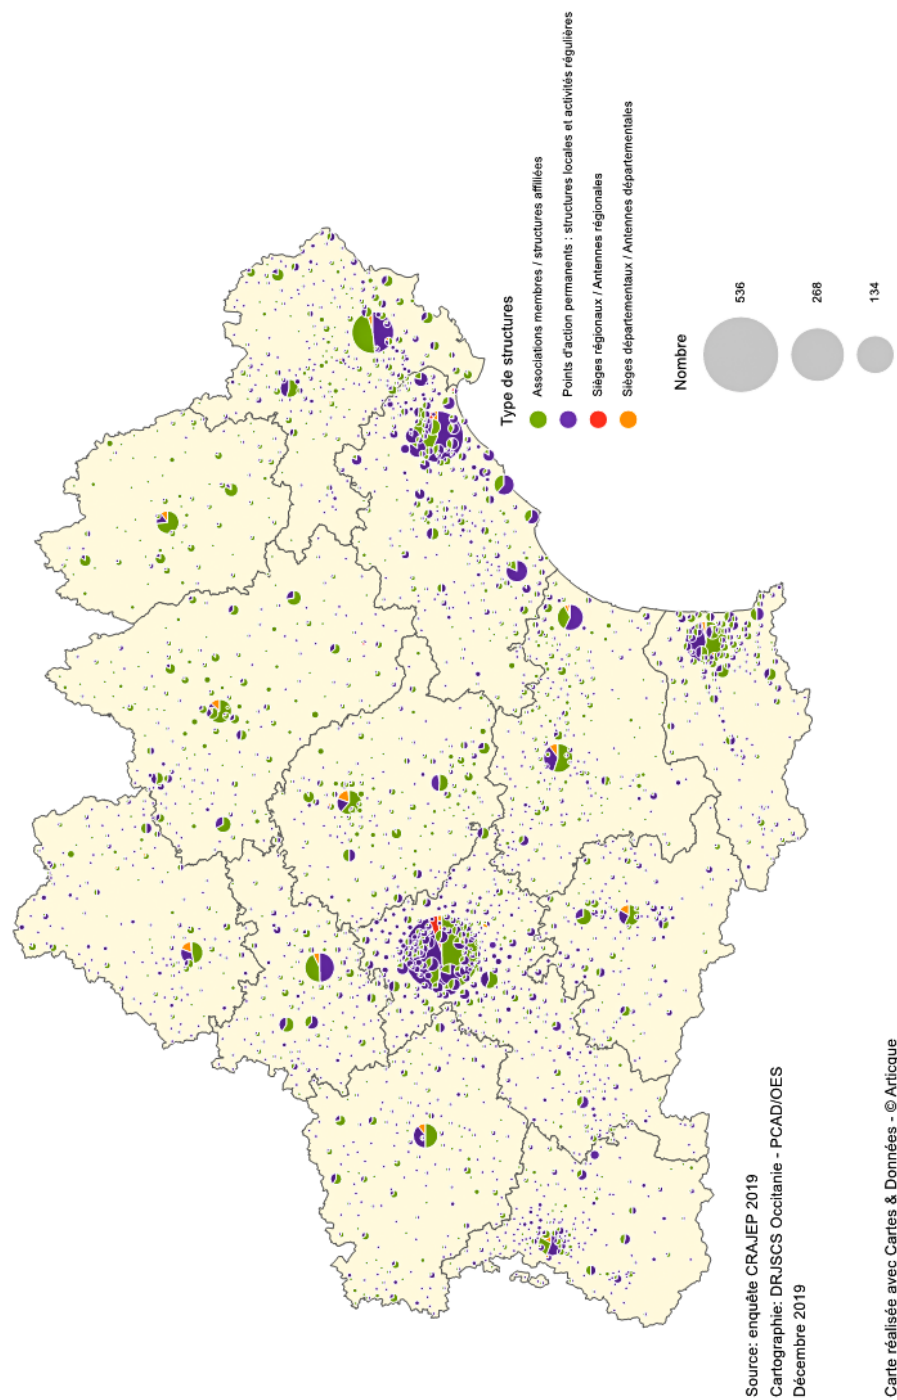 Type de structures
Associations membres / structures affiliées
Points d'action permanents : structures locales et activités régulières
Sièges régionaux / Antennes régionales
Sièges départementaux / Antennes départementales
Nombre
536
268
134
Source: enquête CRAJEP 2019
Cartographie: DRJSCS Occitanie - PCAD/OES
Décembre 2019
Carte réalisée avec Cartes & Données - © Articque